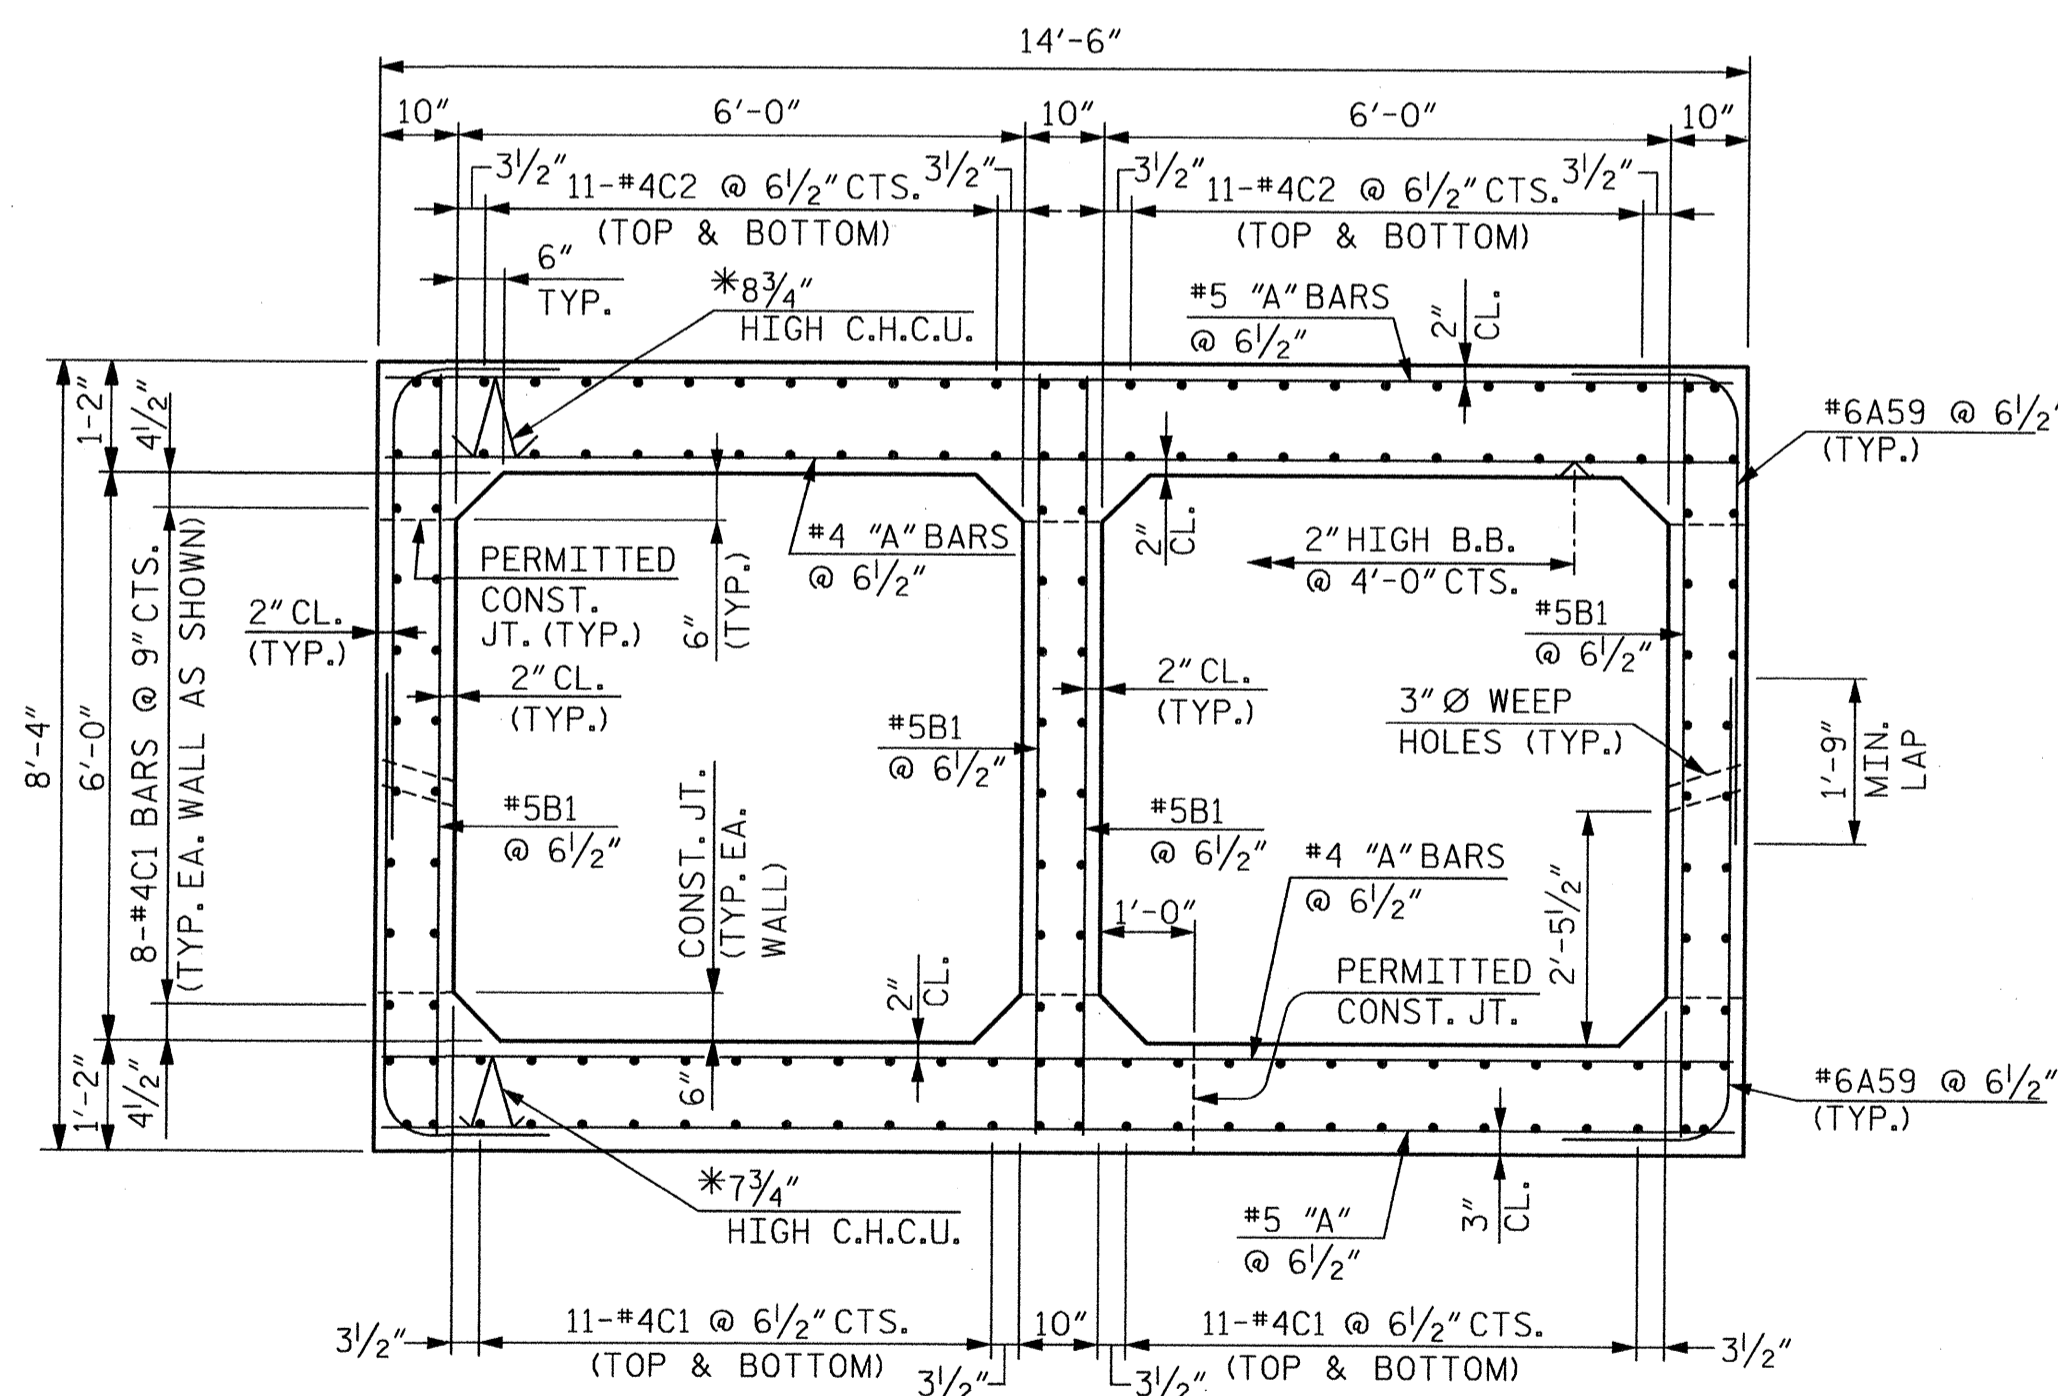 14'-6"
10"
6'-0"
10"
6'-0"
10"
3½"
11-#4C2 @ 6½" CTS.
(TOP & BOTTOM)
3½"
3½"
11-#4C2 @ 6½" CTS.
(TOP & BOTTOM)
3½"
6"
TYP.
*8¾"
HIGH C.H.C.U.
#5 "A" BARS
@ 6½"
2"
CL.
#6A59 @ 6½"
(TYP.)
8'-4"
1-2"
6'-0"
1'-2"
4½"
8-#4C1 BARS @ 9" CTS.
(TYP. EA. WALL AS SHOWN)
4½"
2" CL.
(TYP.)
PERMITTED
CONST.
JT. (TYP.)
6"
(TYP.)
#4 "A" BARS
@ 6½"
2"
CL.
2" HIGH B.B.
@ 4'-0" CTS.
#5B1
@ 6½"
2" CL.
(TYP.)
#5B1
@ 6½"
2" CL.
(TYP.)
3" Ø WEEP
HOLES (TYP.)
1'-9"
MIN.
LAP
#5B1
@ 6½"
CONST. JT.
(TYP. EA.
WALL)
6"
#5B1
@ 6½"
#4 "A" BARS
@ 6½"
1'-0"
2'-5½"
2"
CL.
PERMITTED
CONST. JT.
#6A59 @ 6½"
(TYP.)
*7¾"
HIGH C.H.C.U.
#5 "A"
@ 6½"
3"
CL.
3½"
11-#4C1 @ 6½" CTS.
(TOP & BOTTOM)
3½"
10"
3½"
11-#4C1 @ 6½" CTS.
(TOP & BOTTOM)
3½"